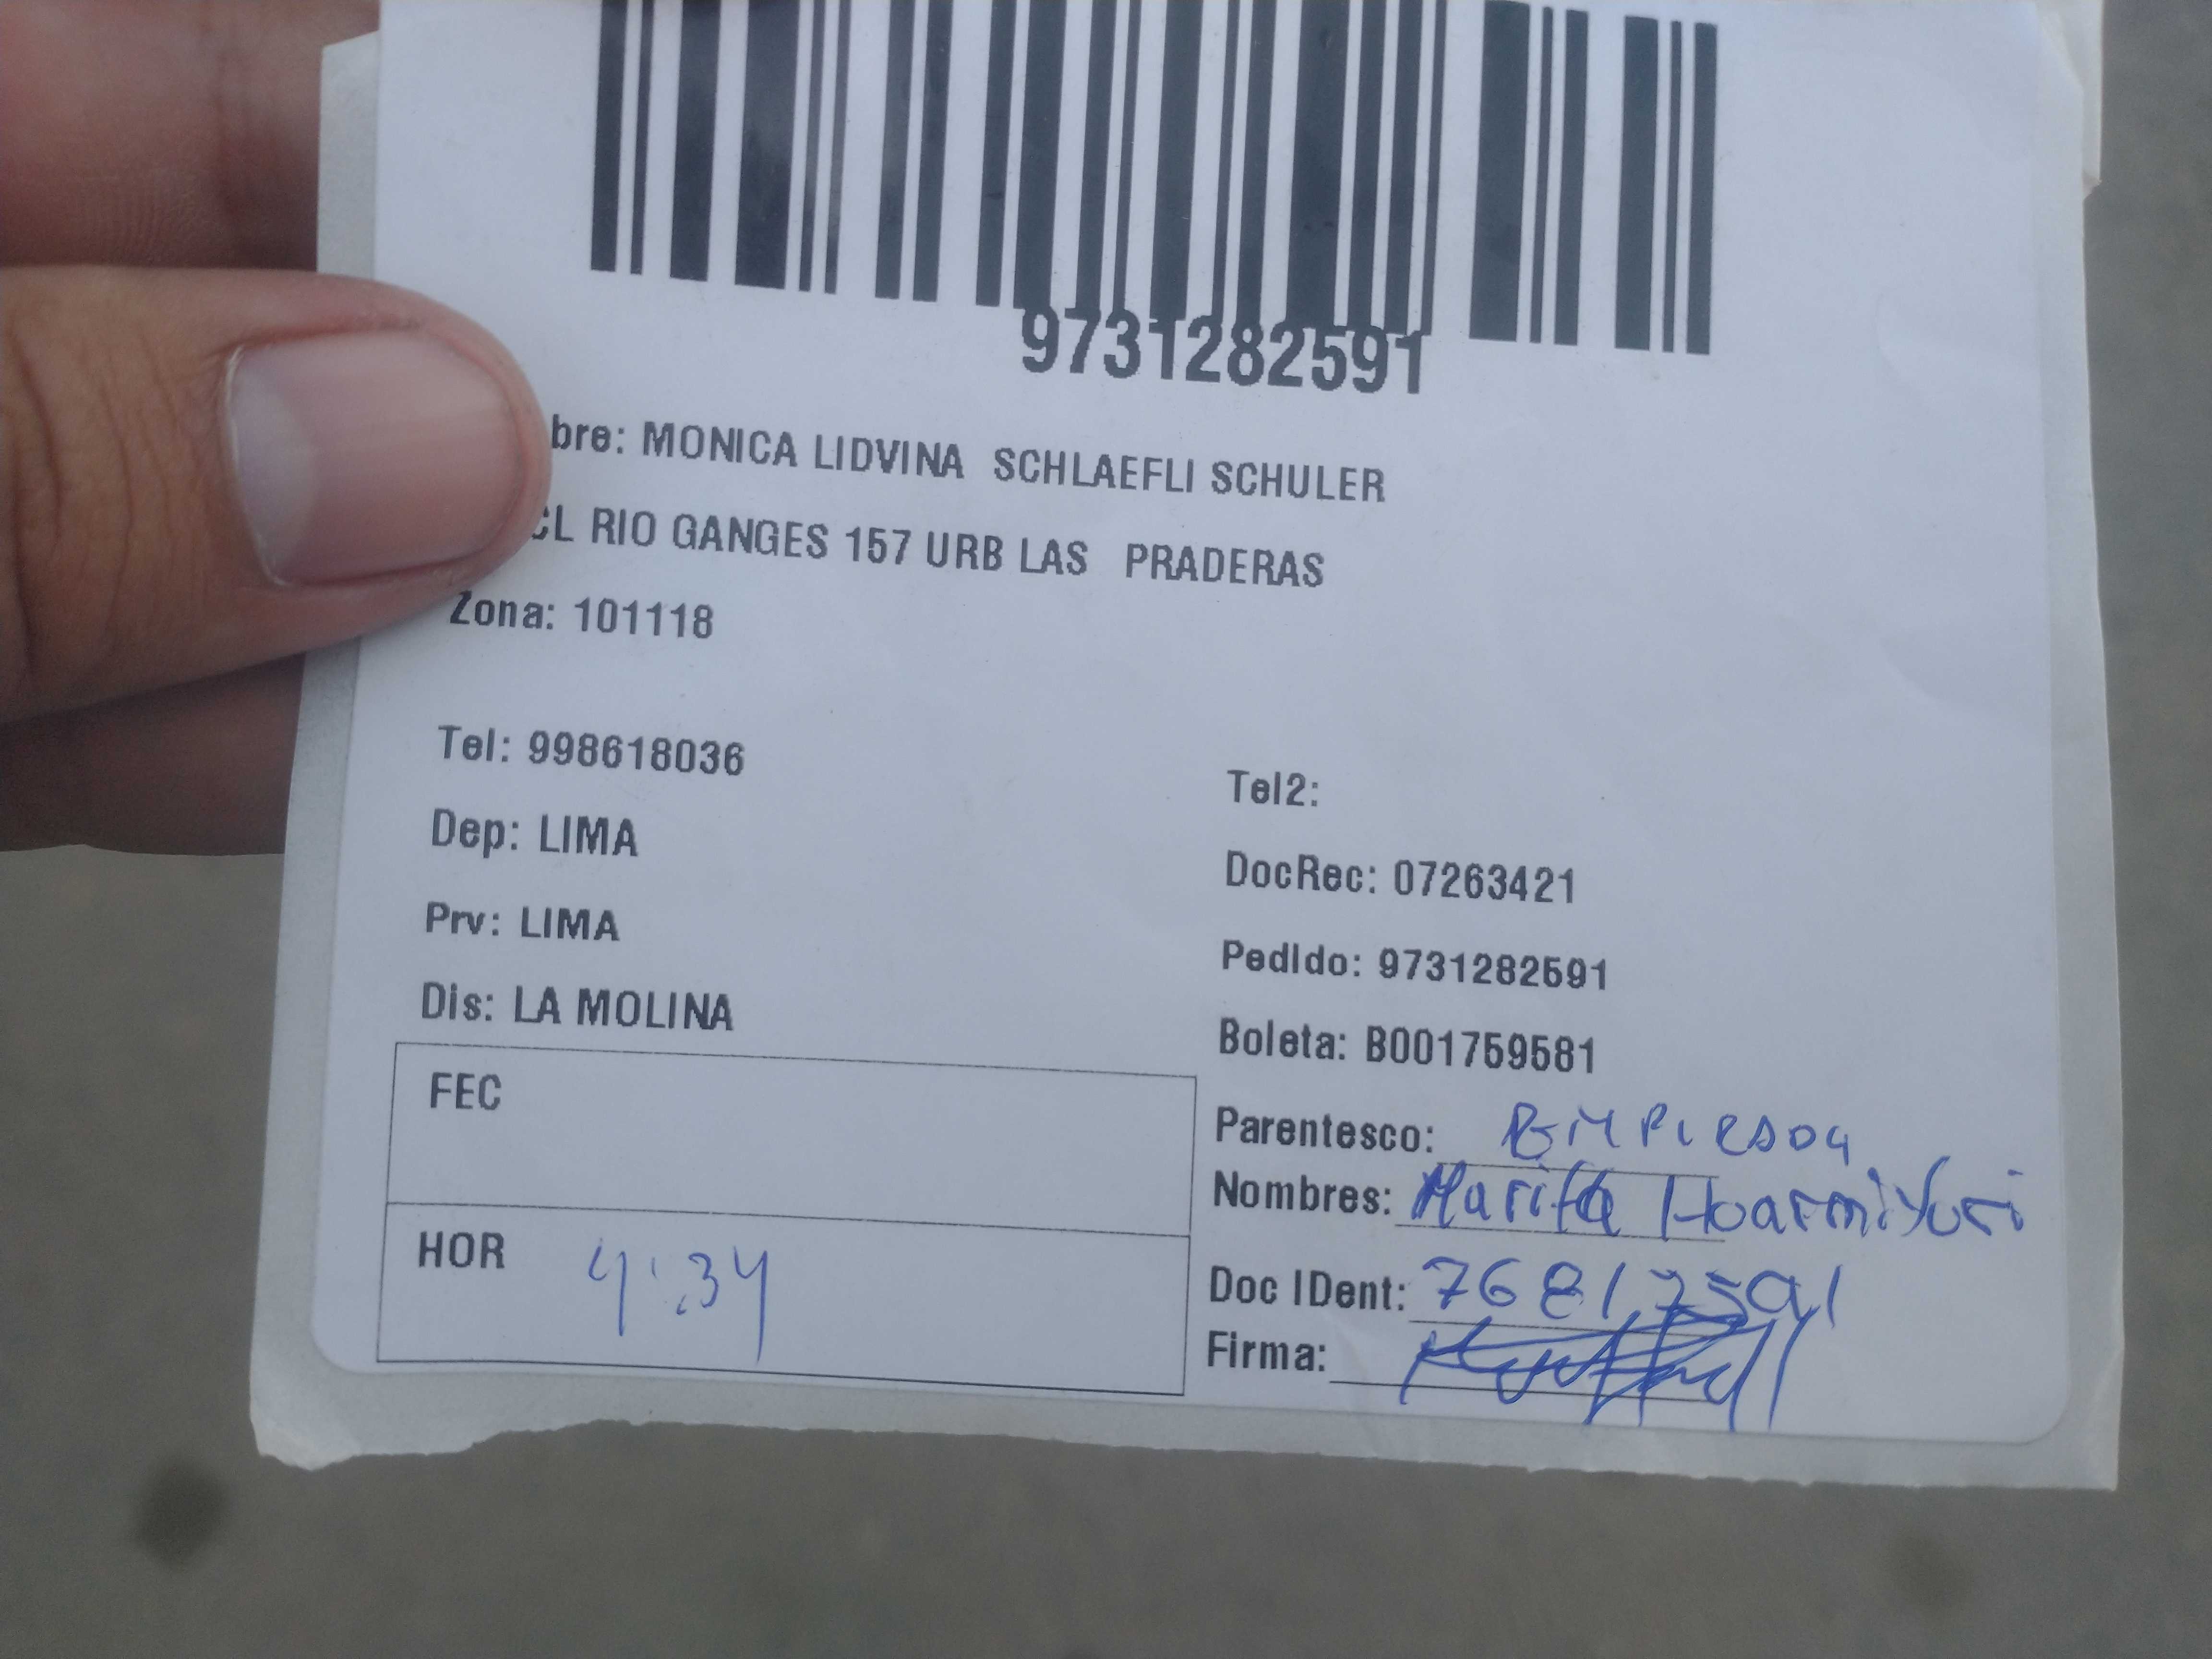 9731282591
bre: MONICA LIDVINA SCHLAEFLI SCHULER
CL RIO GANGES 157 URB LAS PRADERAS
Zona: 101118
Tel: 998618036
Tel2:
Dep: LIMA
DocRec: 07263421
Prv: LIMA
Pedido: 9731282591
Dis: LA MOLINA
Boleta: B001759581
FEC
Parentesco:
Nombres: Marifa
HOR 4:34
Doc IDent: 76817591
Firma: